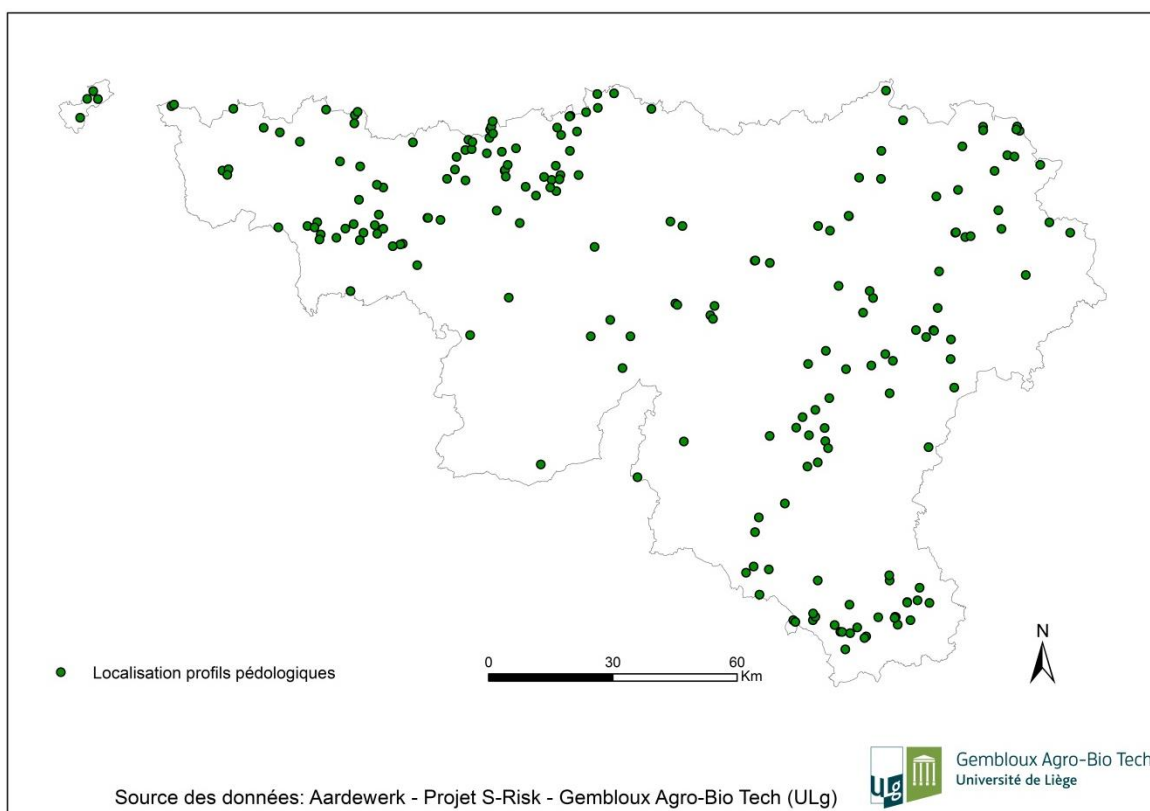 N
Localisation profils pédologiques
0 30 60
Km
ULg
Gembloux Agro-Bio Tech
Université de Liège
Source des données: Aardewerk - Projet S-Risk - Gembloux Agro-Bio Tech (ULg)